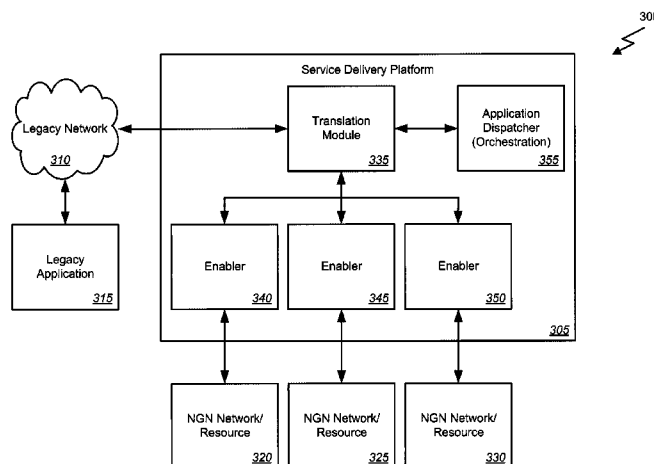 Service Delivery Platform
Legacy Network
310
Translation
Module
335
Application
Dispatcher
(Orchestration)
355
Legacy
Application
315
Enabler
340
Enabler
345
Enabler
350
305
NGN Network/
Resource
320
NGN Network/
Resource
325
NGN Network/
Resource
330